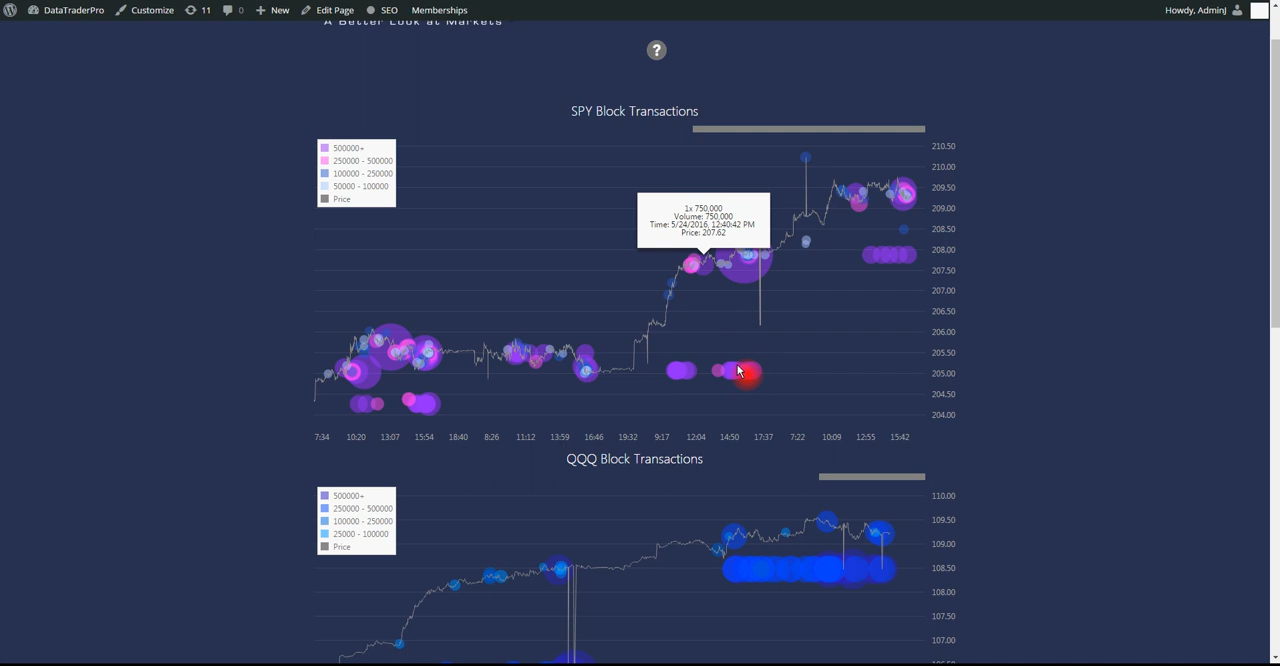 DataTraderPro Customize 11 0 New Edit Page SEO Memberships Howdy, AdminJ
A Better Look at Markets
?
SPY Block Transactions
500000+
250000 - 500000
100000 - 250000
50000 - 100000
Price
1x 750,000
Volume: 750,000
Time: 5/24/2016, 12:40:42 PM
Price: 207.62
210.50
210.00
209.50
209.00
208.50
208.00
207.50
207.00
206.50
206.00
205.50
205.00
204.50
204.00
7:34 10:20 13:07 15:54 18:40 8:26 11:12 13:59 16:46 19:32 9:17 12:04 14:50 17:37 7:22 10:09 12:55 15:42
QQQ Block Transactions
500000+
250000 - 500000
100000 - 250000
25000 - 100000
Price
110.00
109.50
109.00
108.50
108.00
107.50
107.00
106.50